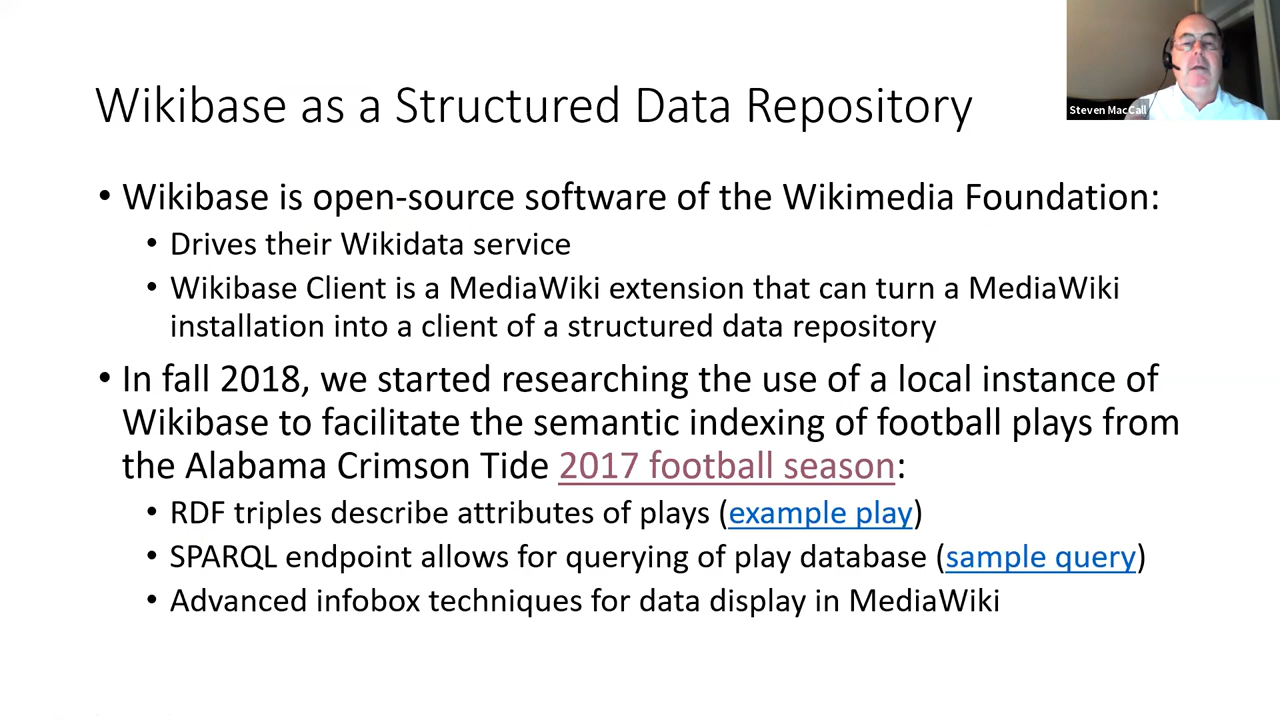 Wikibase as a Structured Data Repository
Steven MacCall
• Wikibase is open-source software of the Wikimedia Foundation:
• Drives their Wikidata service
• Wikibase Client is a MediaWiki extension that can turn a MediaWiki
installation into a client of a structured data repository
• In fall 2018, we started researching the use of a local instance of
Wikibase to facilitate the semantic indexing of football plays from
the Alabama Crimson Tide 2017 football season:
• RDF triples describe attributes of plays (example play)
• SPARQL endpoint allows for querying of play database (sample query)
• Advanced infobox techniques for data display in MediaWiki